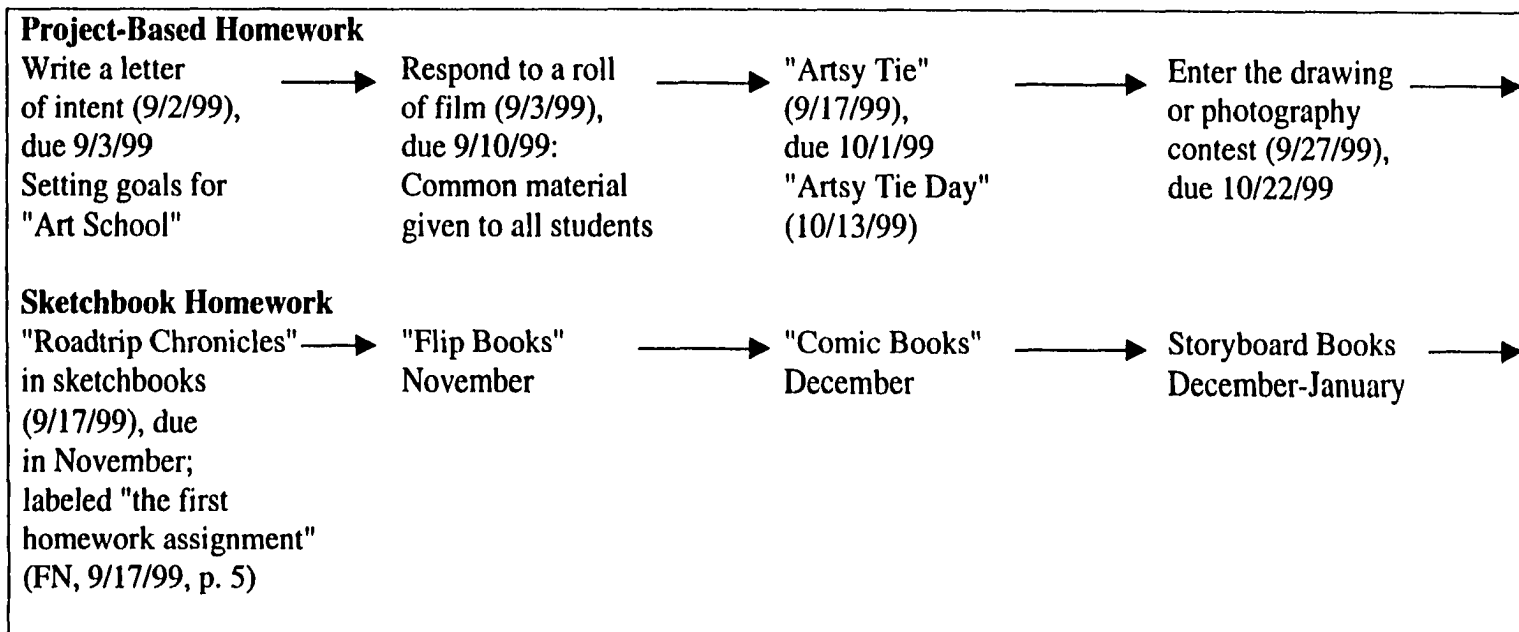 Project-Based Homework
Write a letter
of intent (9/2/99),
due 9/3/99
Setting goals for
"Art School"
Respond to a roll
of film (9/3/99),
due 9/10/99:
Common material
given to all students
"Artsy Tie"
(9/17/99),
due 10/1/99
"Artsy Tie Day"
(10/13/99)
Enter the drawing
or photography
contest (9/27/99),
due 10/22/99
Sketchbook Homework
"Roadtrip Chronicles"
in sketchbooks
(9/17/99), due
in November;
labeled "the first
homework assignment"
(FN, 9/17/99, p. 5)
"Flip Books"
November
"Comic Books"
December
Storyboard Books
December-January